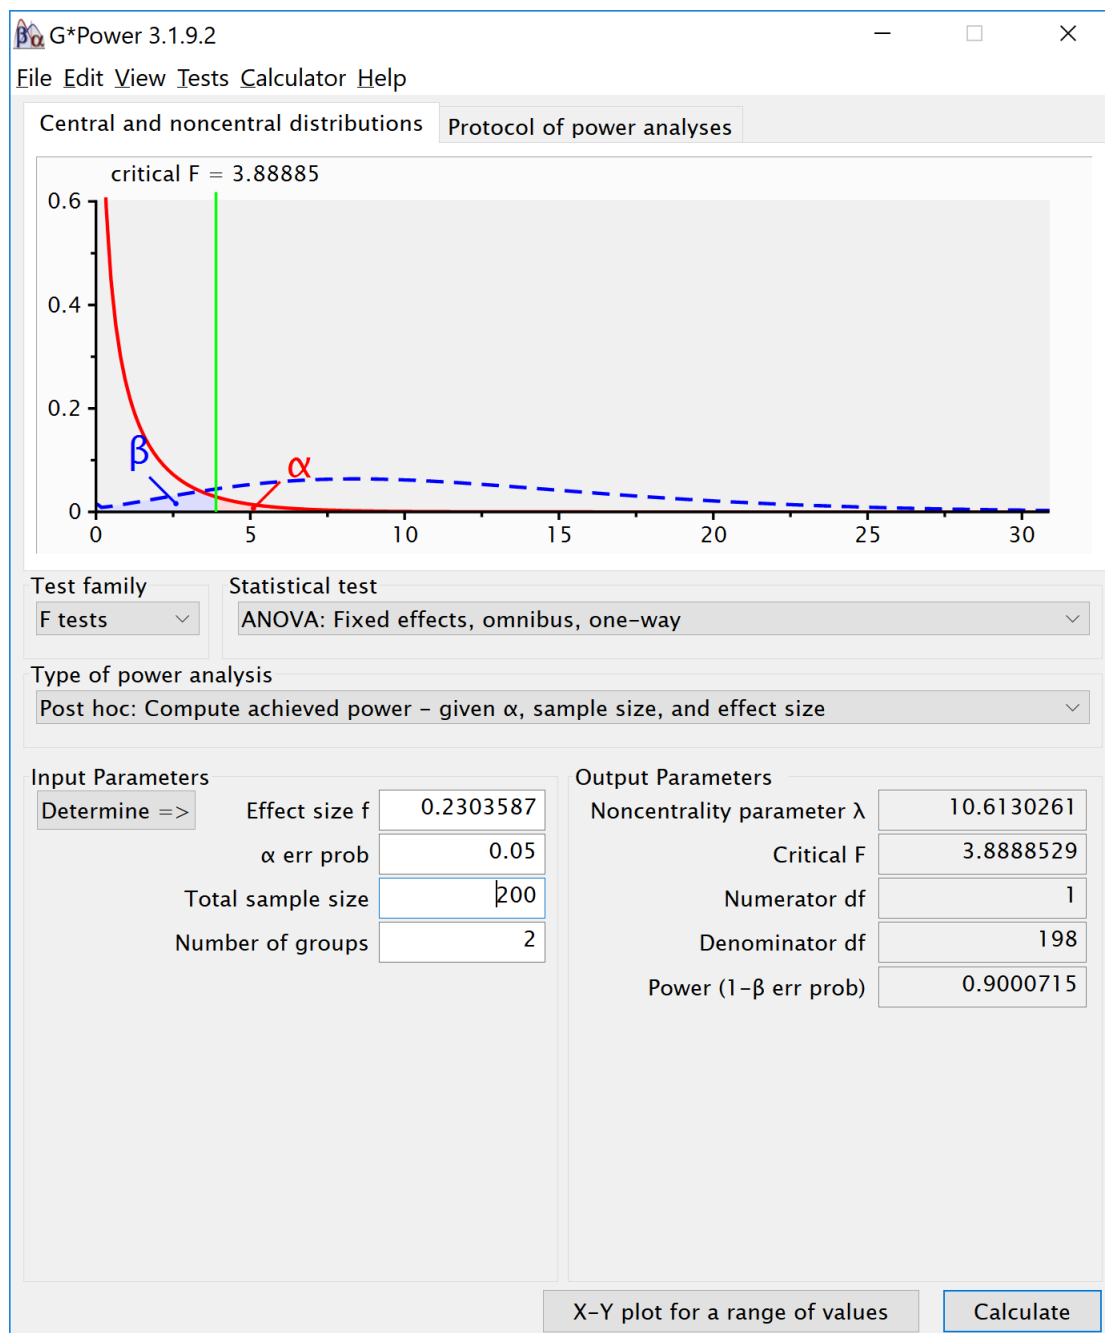 G*Power 3.1.9.2
File Edit View Tests Calculator Help
Central and noncentral distributions
Protocol of power analyses
critical F = 3.88885
0.6
0.4
0.2
0
β
α
0 5 10 15 20 25 30
Test family
Statistical test
F tests
ANOVA: Fixed effects, omnibus, one-way
Type of power analysis
Post hoc: Compute achieved power - given α, sample size, and effect size
Input Parameters
Determine =>
Effect size f 0.2303587
α err prob 0.05
Total sample size 200
Number of groups 2
Output Parameters
Noncentrality parameter λ 10.6130261
Critical F 3.8888529
Numerator df 1
Denominator df 198
Power (1-β err prob) 0.9000715
X-Y plot for a range of values
Calculate